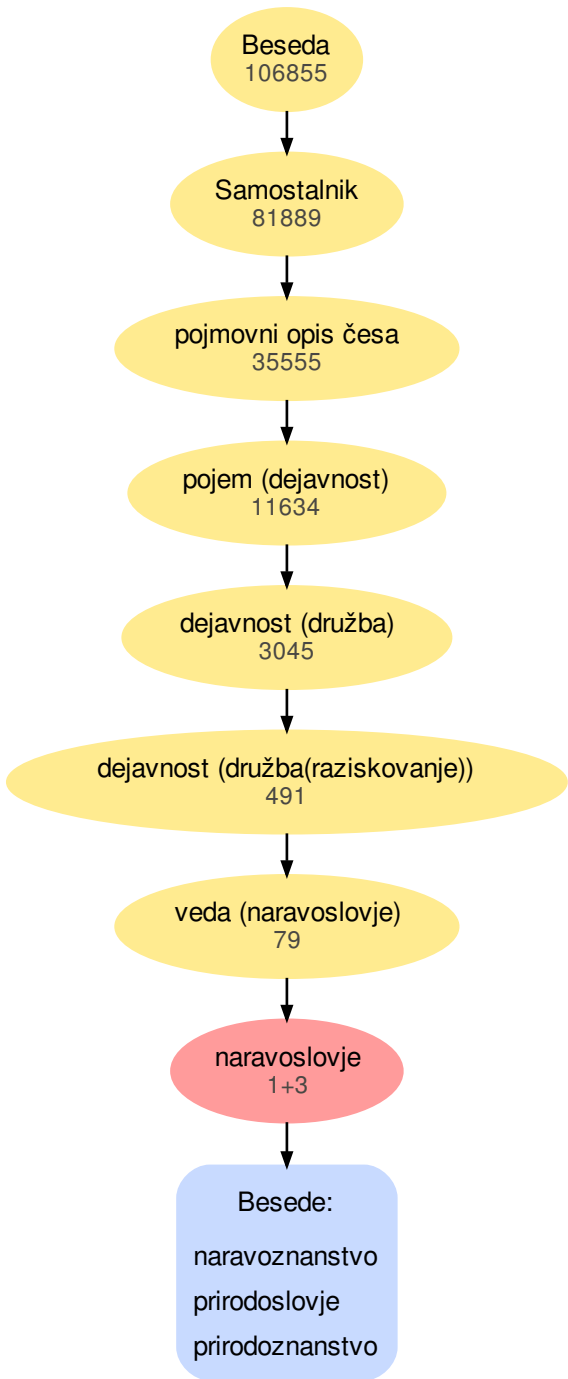 Beseda
106855
Samostalnik
81889
pojmovni opis česa
35555
pojem (dejavnost)
11634
dejavnost (družba)
3045
dejavnost (družba(raziskovanje))
491
veda (naravoslovje)
79
naravoslovje
1+3
Besede:
naravoznanstvo
prirodoslovje
prirodoznanstvo